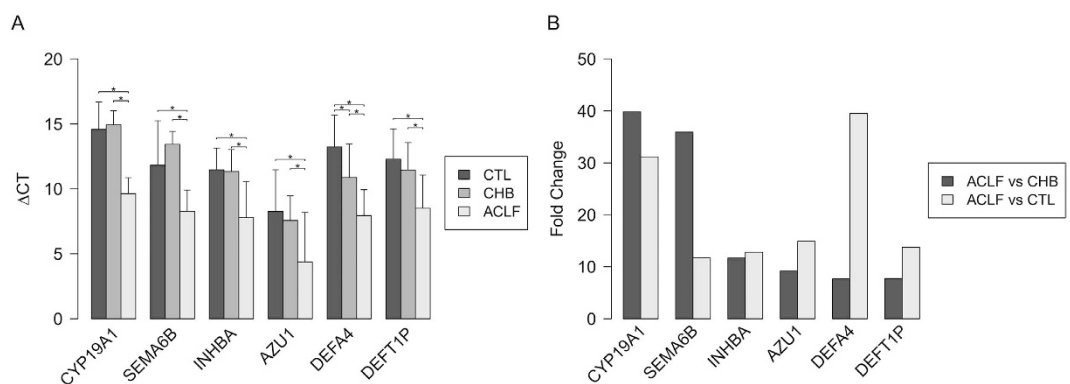 A
ΔCT
20
15
10
5
0
*
*
*
*
*
*
*
*
*
*
*
*
*
CTL
CHB
ACLF
CYP19A1
SEMA6B
INHBA
AZU1
DEFA4
DEFT1P
B
Fold Change
50
40
30
20
10
0
ACLF vs CHB
ACLF vs CTL
CYP19A1
SEMA6B
INHBA
AZU1
DEFA4
DEFT1P